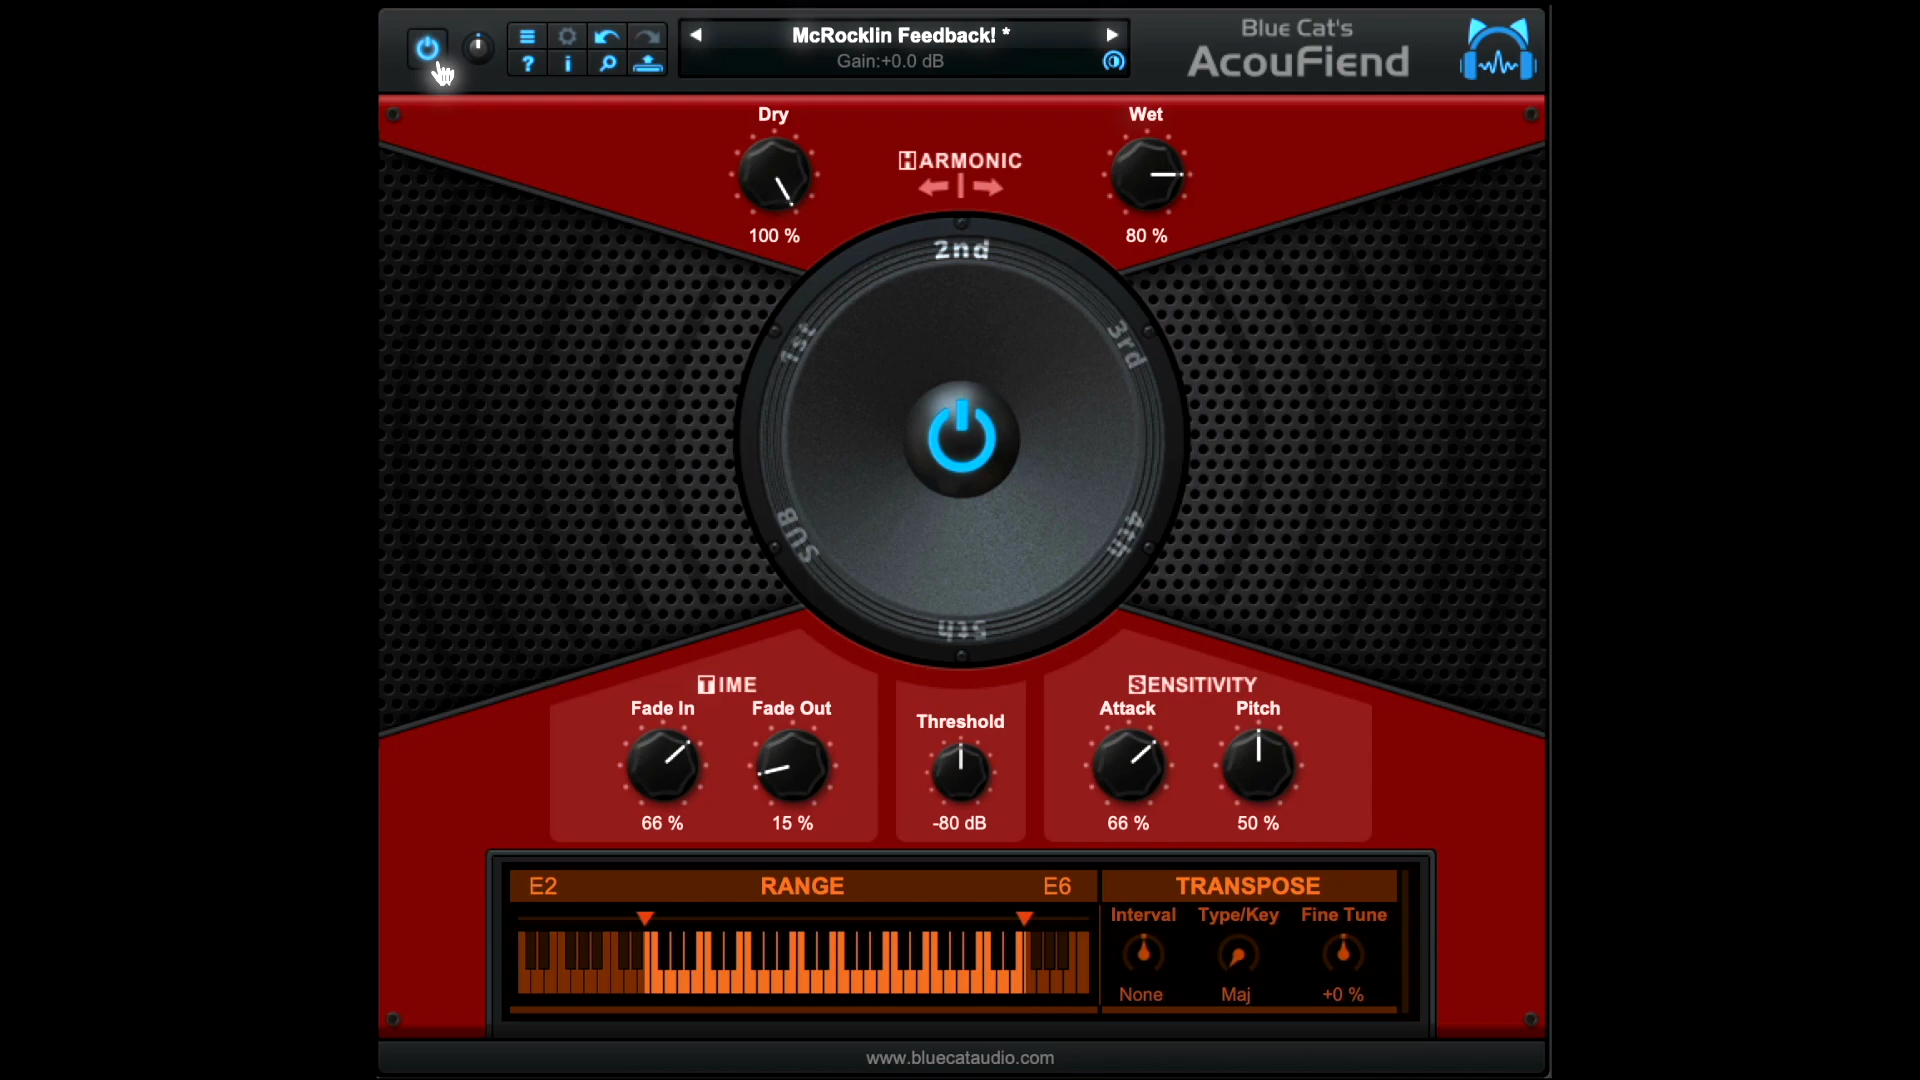 McRocklin Feedback! *
Gain:+0.0 dB
Blue Cat's
AcouFiend
Dry
100 %
HARMONIC
Wet
80 %
2nd
1st
3rd
SUB
4th
5th
TIME
Fade In
Fade Out
66 %
15 %
Threshold
-80 dB
SENSITIVITY
Attack
Pitch
66 %
50 %
E2
RANGE
E6
TRANSPOSE
Interval
Type/Key
Fine Tune
None
Maj
+0 %
www.bluecataudio.com